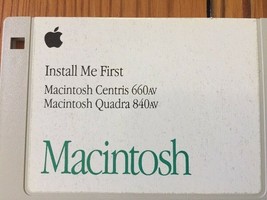 Install Me First
Macintosh Centris 660AV
Macintosh Quadra 840AV
Macintosh